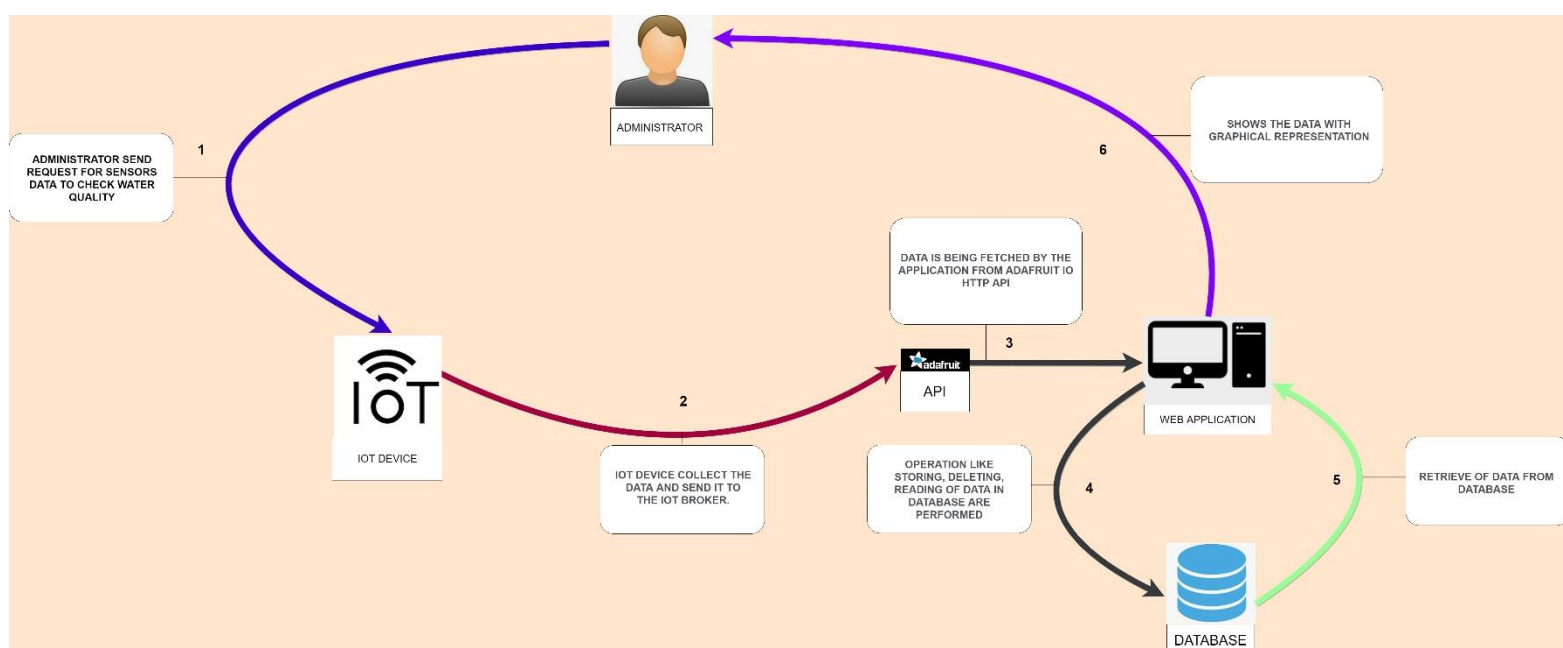 ADMINISTRATOR
1
ADMINISTRATOR SEND
REQUEST FOR SENSORS
DATA TO CHECK WATER
QUALITY
6
SHOWS THE DATA WITH
GRAPHICAL REPRESENTATION
DATA IS BEING FETCHED BY THE
APPLICATION FROM ADAFRUIT IO
HTTP API
3
IoT
IOT DEVICE
2
IOT DEVICE COLLECT THE
DATA AND SEND IT TO
THE IOT BROKER.
adafruit
API
WEB APPLICATION
OPERATION LIKE
STORING, DELETING,
READING OF DATA IN
DATABASE ARE
PERFORMED
4
5
RETRIEVE OF DATA FROM
DATABASE
DATABASE